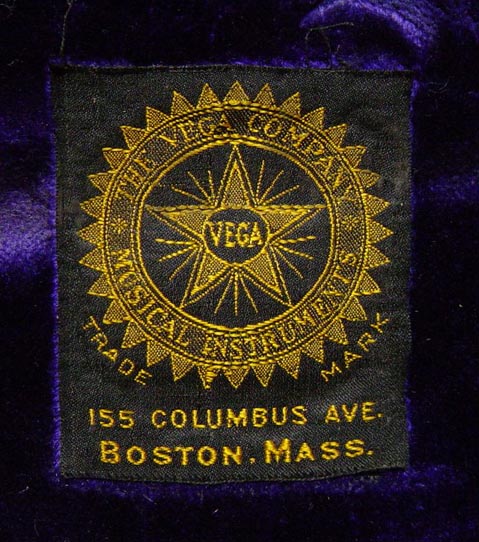 THE VEGA COMPANY
VEGA
MUSICAL INSTRUMENTS
TRADE MARK
155 COLUMBUS AVE.
BOSTON, MASS.